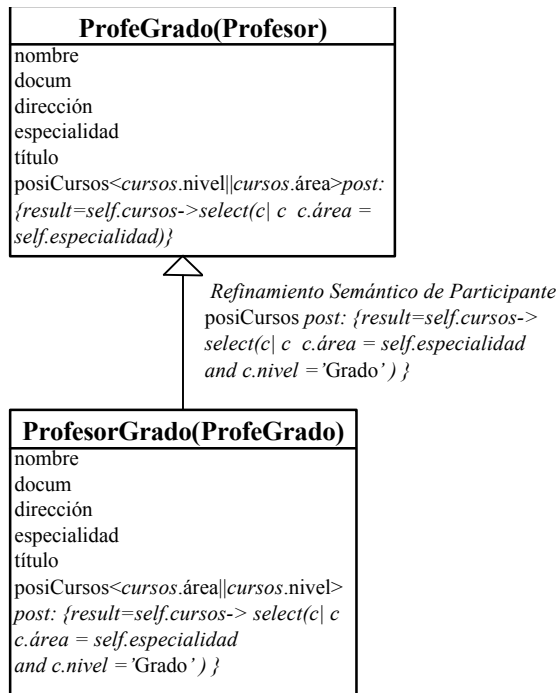 ProfeGrado(Profesor)
nombre
docum
dirección
especialidad
título
posiCursos<cursos.nivel||cursos.área>post:
{result=self.cursos->select(c| c c.área =
self.especialidad)}
Refinamiento Semántico de Participante
posiCursos post: {result=self.cursos->
select(c| c c.área = self.especialidad
and c.nivel =’Grado’ ) }
ProfesorGrado(ProfeGrado)
nombre
docum
dirección
especialidad
título
posiCursos<cursos.área||cursos.nivel>
post: {result=self.cursos-> select(c| c
c.área = self.especialidad
and c.nivel =’Grado’ ) }